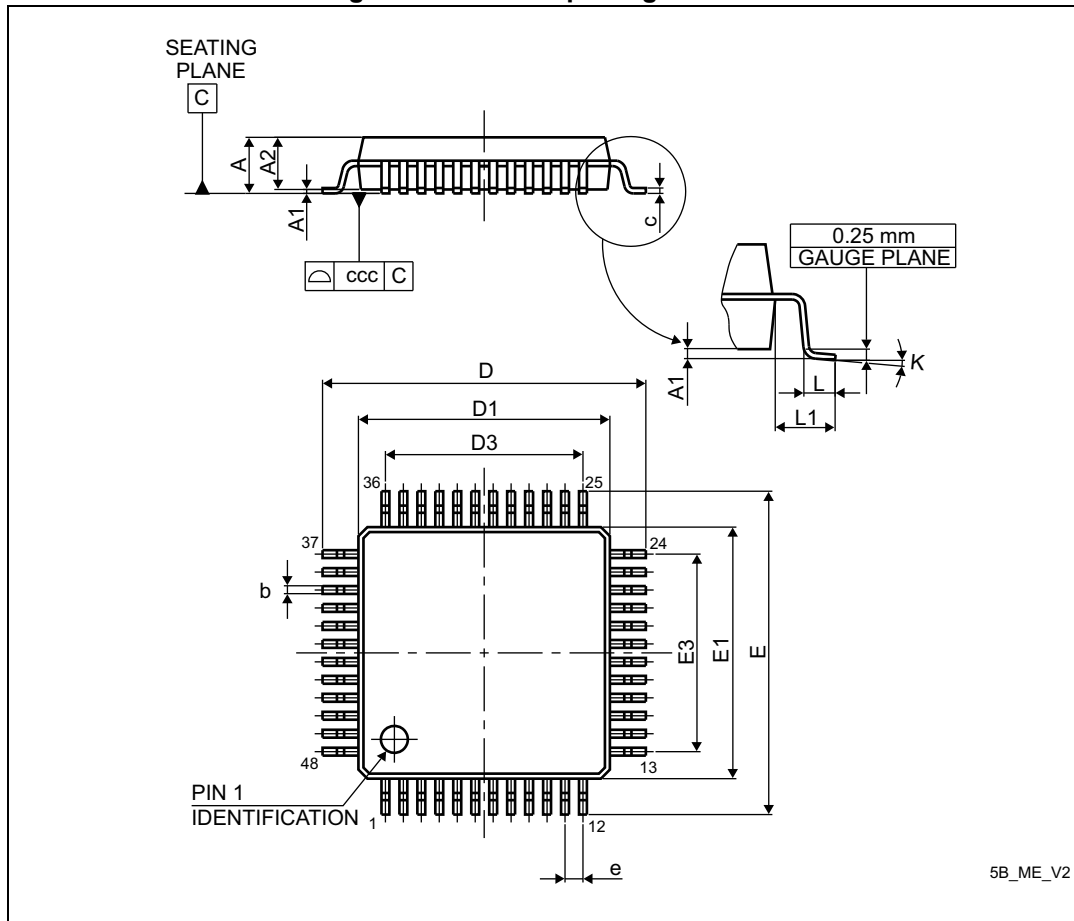 SEATING
PLANE
C
A
A2
A1
c
ccc C
0.25 mm
GAUGE PLANE
A1
K
L
L1
D
D1
D3
36
25
37
24
b
E3
E1
E
48
13
PIN 1
IDENTIFICATION
1
12
e
5B_ME_V2